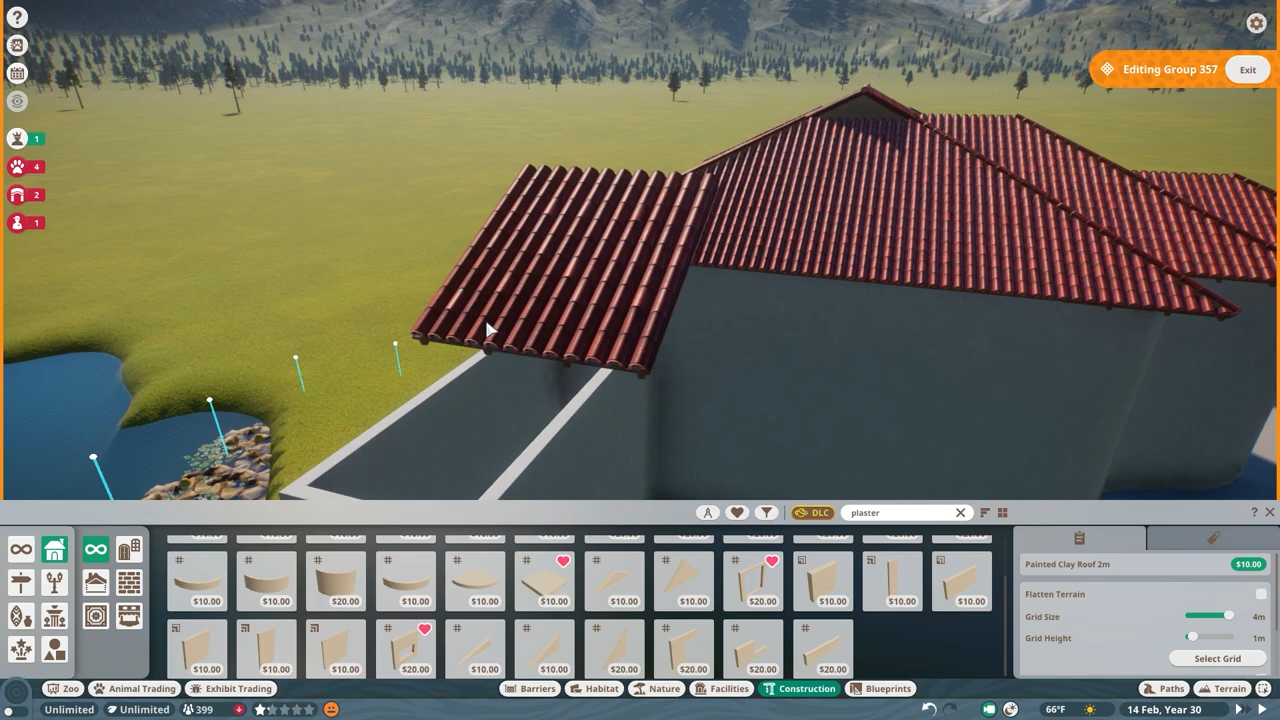 ?
Editing Group 357
Exit
1
4
2
1
DLC
plaster
?
$10.00 $10.00 $20.00 $10.00 $10.00 $10.00 $10.00 $10.00 $20.00 $10.00 $10.00 $10.00
$10.00 $10.00 $10.00 $20.00 $10.00 $10.00 $20.00 $20.00 $20.00 $20.00
Painted Clay Roof 2m
$10.00
Flatten Terrain
Grid Size
4m
Grid Height
1m
Select Grid
Zoo
Animal Trading
Exhibit Trading
Barriers
Habitat
Nature
Facilities
Construction
Blueprints
Paths
Terrain
Unlimited
Unlimited
399
66°F
14 Feb, Year 30